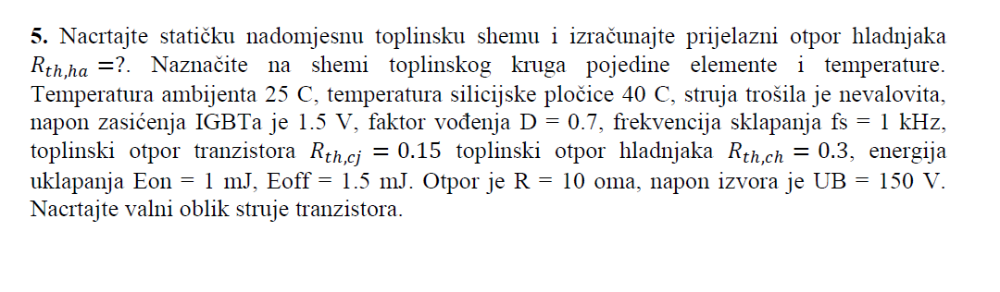 5. Nacrtajte statičku nadomjesnu toplinsku shemu i izračunajte prijelazni otpor hladnjaka
R_{th,ha} =?. Naznačite na shemi toplinskog kruga pojedine elemente i temperature.
Temperatura ambijenta 25 C, temperatura silicijske pločice 40 C, struja trošila je nevalovita,
napon zasićenja IGBTa je 1.5 V, faktor vođenja D = 0.7, frekvencija sklapanja fs = 1 kHz,
toplinski otpor tranzistora R_{th,cj} = 0.15 toplinski otpor hladnjaka R_{th,ch} = 0.3, energija
uklapanja Eon = 1 mJ, Eoff = 1.5 mJ. Otpor je R = 10 oma, napon izvora je UB = 150 V.
Nacrtajte valni oblik struje tranzistora.